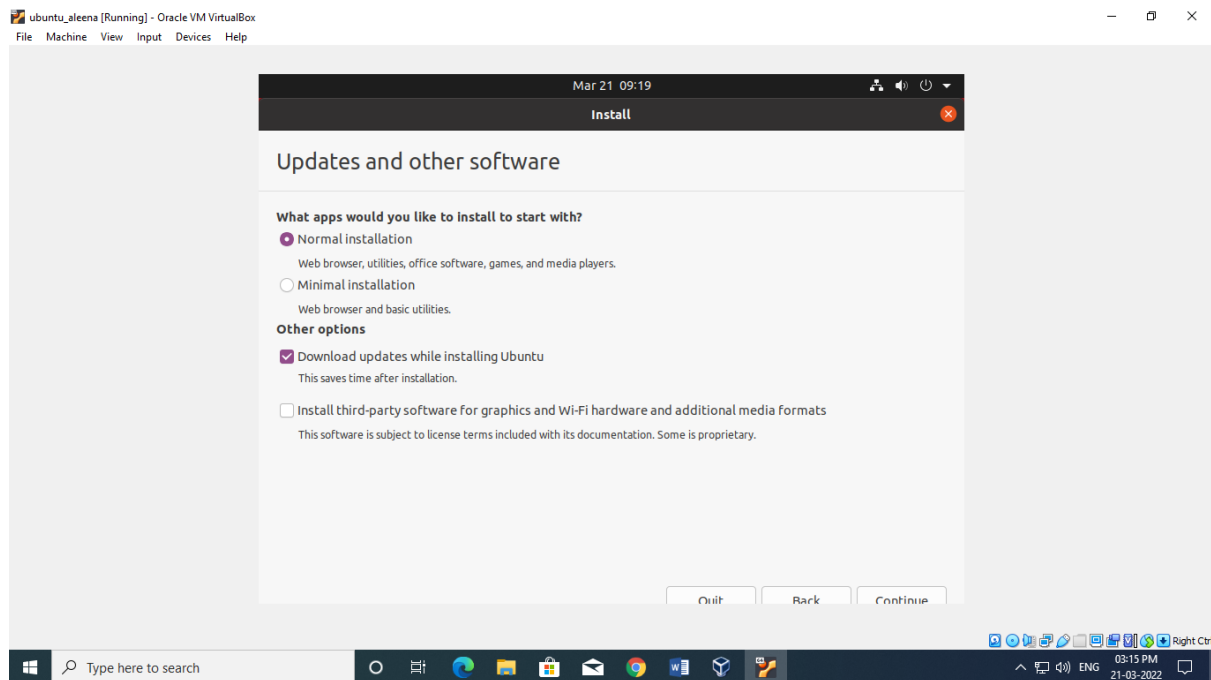 ubuntu_aleena [Running] - Oracle VM VirtualBox
File Machine View Input Devices Help
Mar 21 09:19
Install
Updates and other software
What apps would you like to install to start with?
Normal installation
Web browser, utilities, office software, games, and media players.
Minimal installation
Web browser and basic utilities.
Other options
Download updates while installing Ubuntu
This saves time after installation.
Install third-party software for graphics and Wi-Fi hardware and additional media formats
This software is subject to license terms included with its documentation. Some is proprietary.
Quit Back Continue
Right Ctr
Type here to search
ENG
03:15 PM
21-03-2022